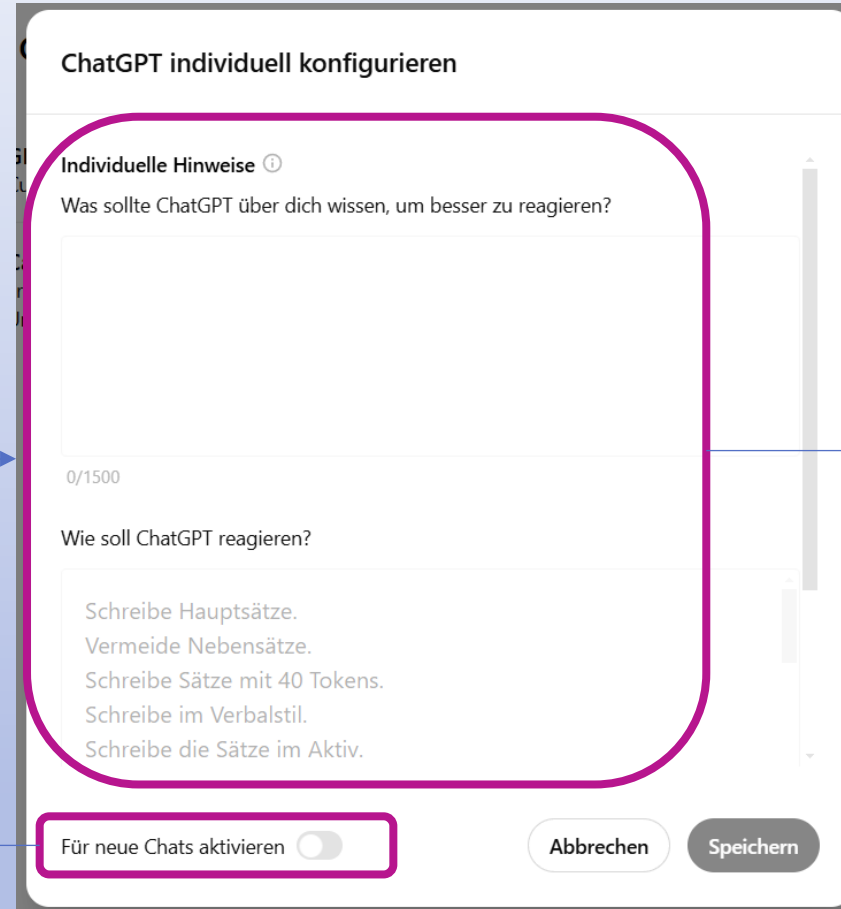 ChatGPT individuell konfigurieren
Individuelle Hinweise
Was sollte ChatGPT über dich wissen, um besser zu reagieren?
0/1500
Wie soll ChatGPT reagieren?
Schreibe Hauptsätze.
Vermeide Nebensätze.
Schreibe Sätze mit 40 Tokens.
Schreibe im Verbalstil.
Schreibe die Sätze im Aktiv.
Für neue Chats aktivieren
Abbrechen
Speichern